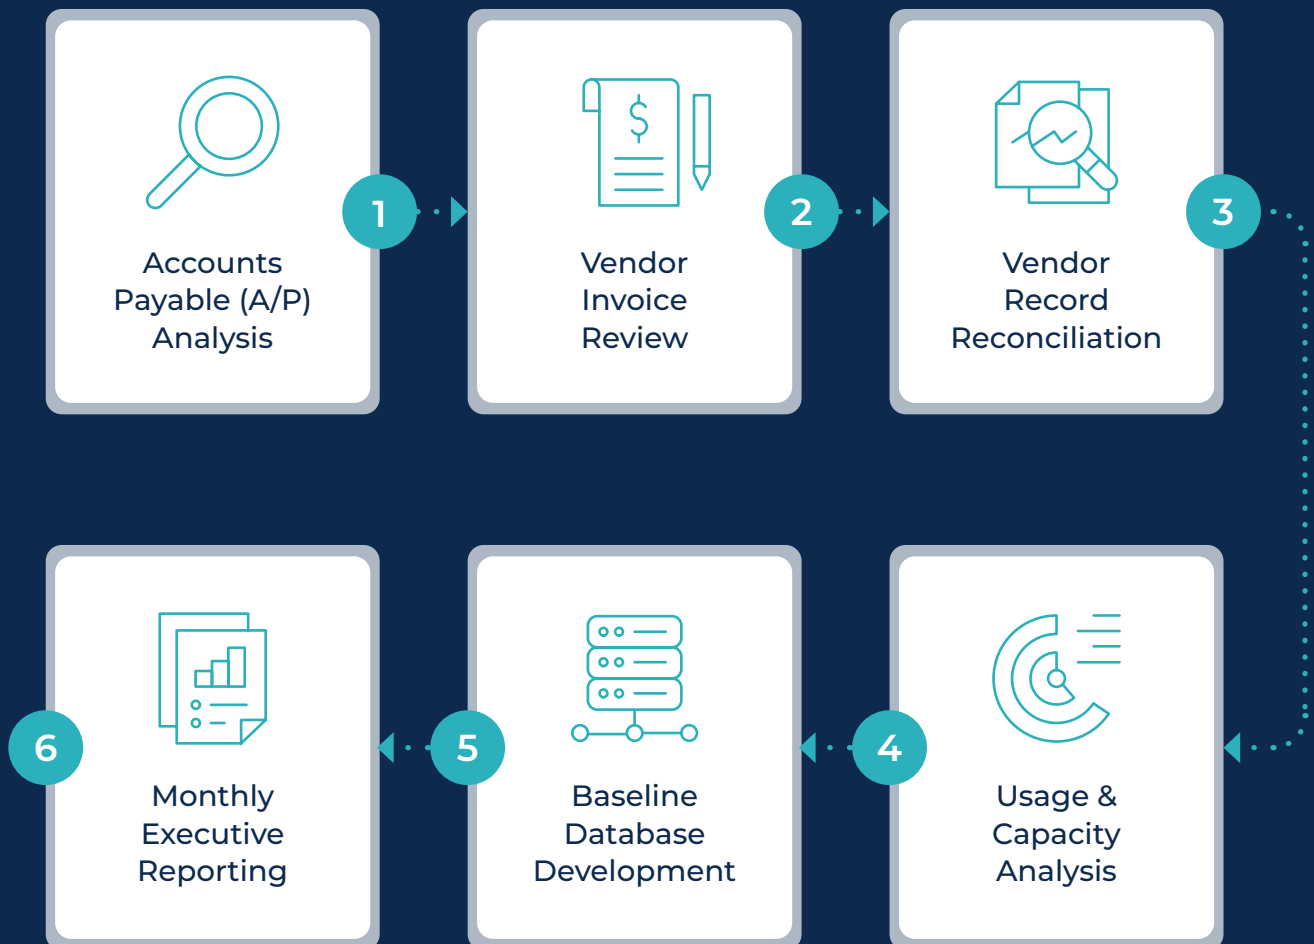 Accounts
Payable (A/P)
Analysis
1
Vendor
Invoice
Review
2
Vendor
Record
Reconciliation
3
Usage &
Capacity
Analysis
4
Baseline
Database
Development
5
Monthly
Executive
Reporting
6